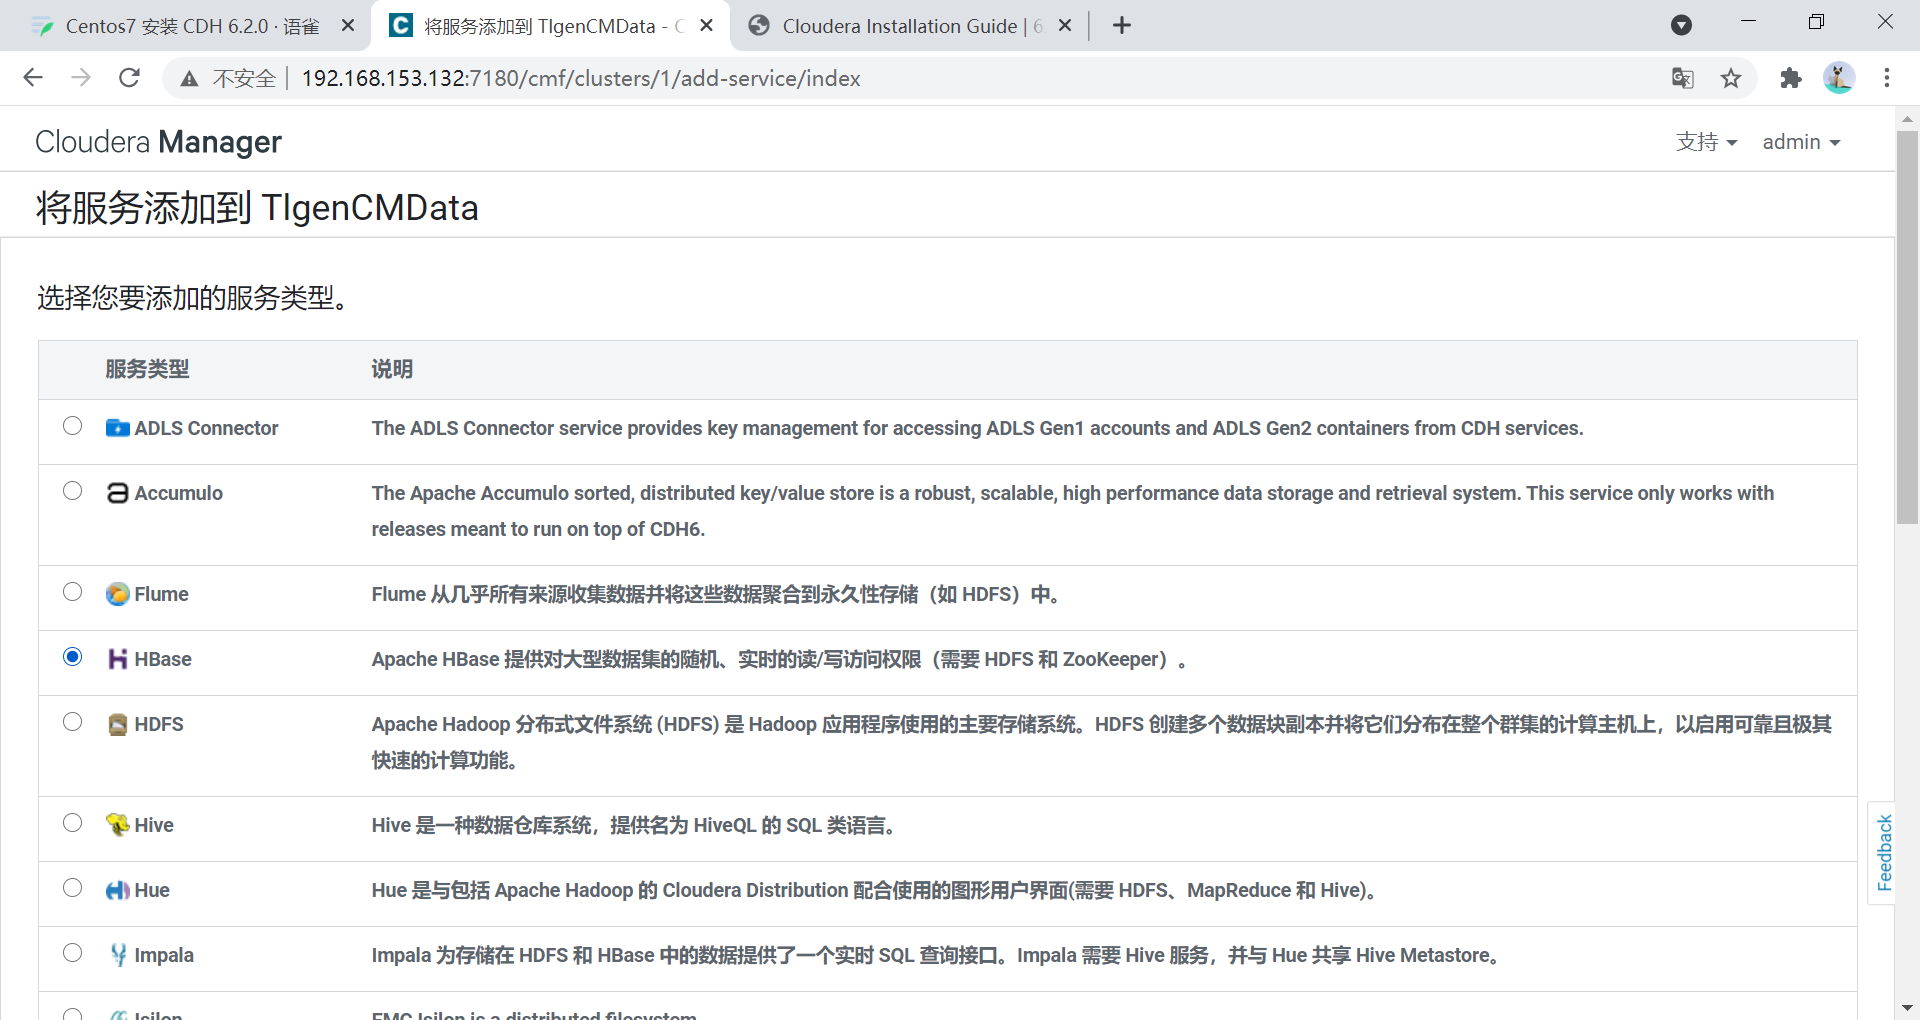 Centos7 安装 CDH 6.2.0 · 语雀
将服务添加到 TlgenCMData - C
Cloudera Installation Guide | 6
不安全
192.168.153.132:7180/cmf/clusters/1/add-service/index
Cloudera Manager
支持
admin
将服务添加到 TlgenCMData
选择您要添加的服务类型。
服务类型 说明
ADLS Connector The ADLS Connector service provides key management for accessing ADLS Gen1 accounts and ADLS Gen2 containers from CDH services.
Accumulo The Apache Accumulo sorted, distributed key/value store is a robust, scalable, high performance data storage and retrieval system. This service only works with
releases meant to run on top of CDH6.
Flume Flume 从几乎所有来源收集数据并将这些数据聚合到永久性存储（如 HDFS）中。
HBase Apache HBase 提供对大型数据集的随机、实时的读/写访问权限（需要 HDFS 和 ZooKeeper）。
HDFS Apache Hadoop 分布式文件系统 (HDFS) 是 Hadoop 应用程序使用的主要存储系统。HDFS 创建多个数据块副本并将它们分布在整个群集的计算主机上，以启用可靠且极其
快速的计算功能。
Hive Hive 是一种数据仓库系统，提供名为 HiveQL 的 SQL 类语言。
Hue Hue 是与包括 Apache Hadoop 的 Cloudera Distribution 配合使用的图形用户界面(需要 HDFS、MapReduce 和 Hive)。
Impala Impala 为存储在 HDFS 和 HBase 中的数据提供了一个实时 SQL 查询接口。Impala 需要 Hive 服务，并与 Hue 共享 Hive Metastore。
Isilon EMC Isilon is a distributed filesystem.
Feedback